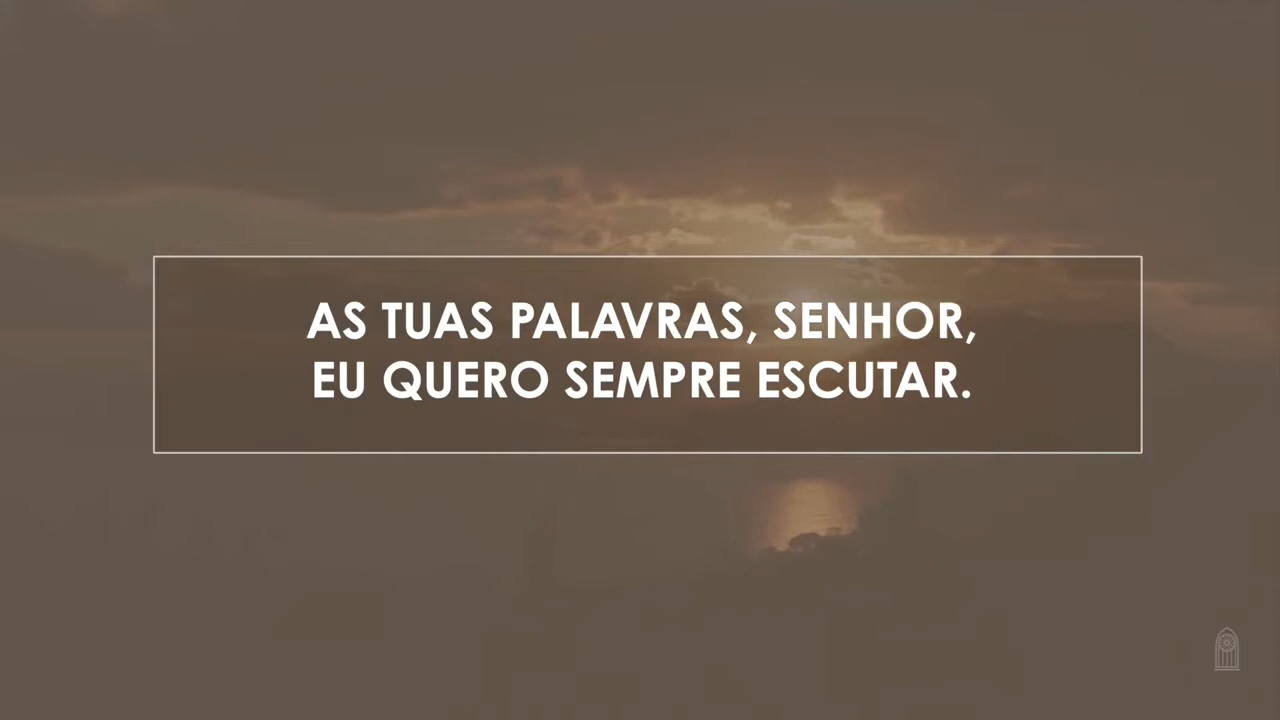 AS TUAS PALAVRAS, SENHOR,
EU QUERO SEMPRE ESCUTAR.